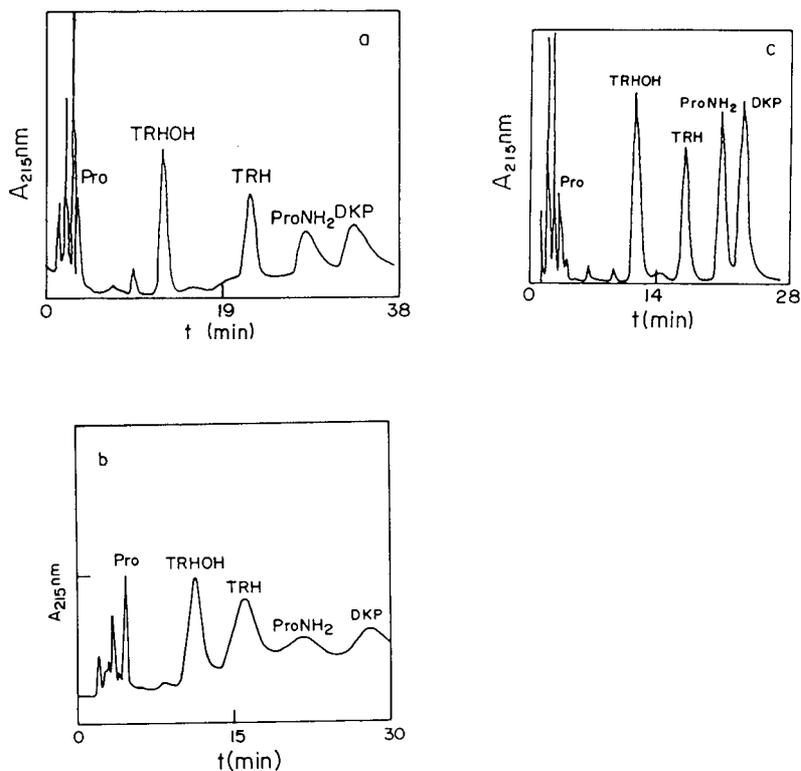 a
TRHOH
TRH
Pro
ProNH₂ DKP
A₂₁₅nm
0 19 38
t (min)
c
TRHOH
ProNH₂ DKP
TRH
Pro
A₂₁₅nm
0 14 28
t(min)
b
Pro TRHOH
TRH
ProNH₂ DKP
A₂₁₅nm
0 15 30
t(min)